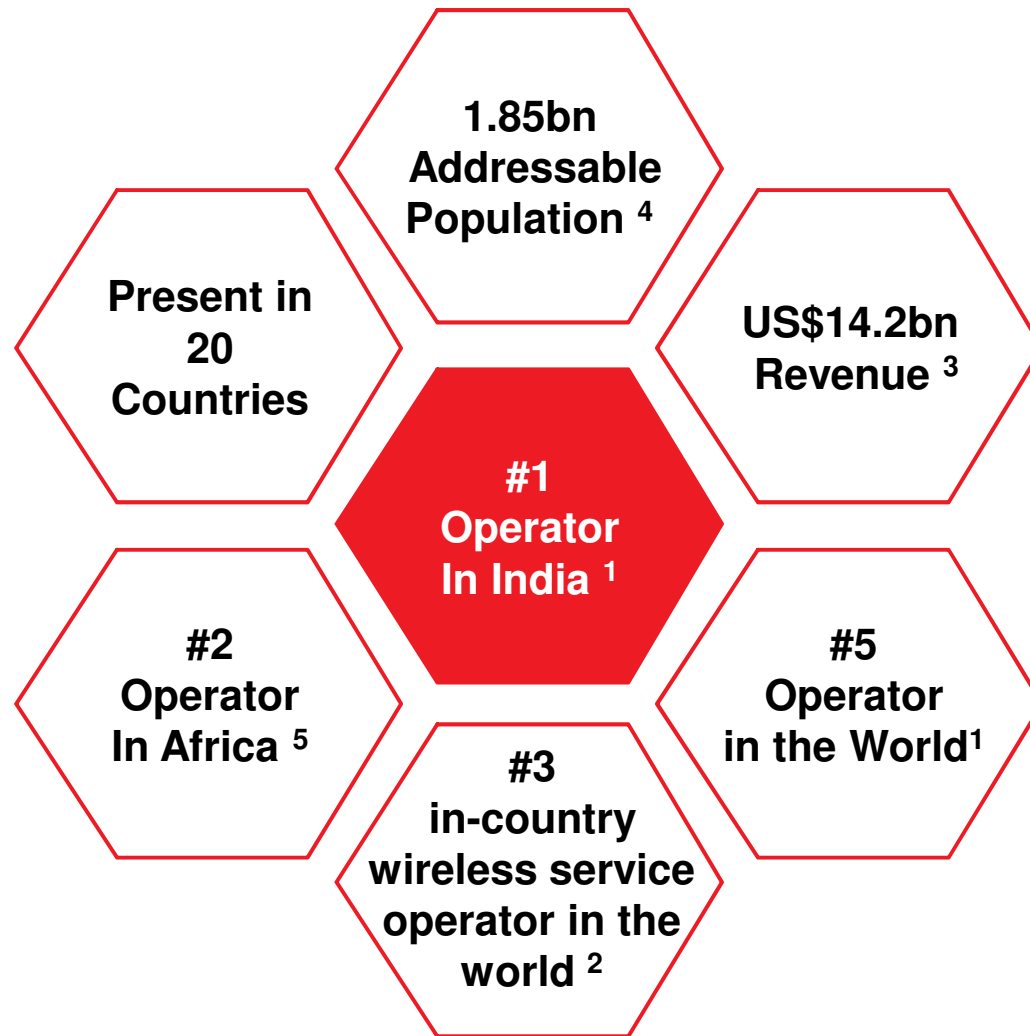 1.85bn
Addressable
Population ⁴
Present in
20
Countries
US$14.2bn
Revenue ³
#1
Operator
In India ¹
#2
Operator
In Africa ⁵
#5
Operator
in the World¹
#3
in-country
wireless service
operator in the
world ²